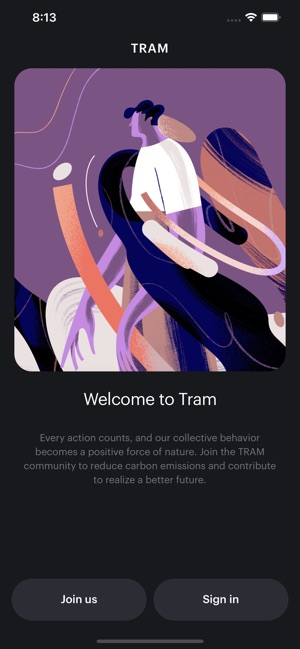 8:13
TRAM
Welcome to Tram
Every action counts, and our collective behavior
becomes a positive force of nature. Join the TRAM
community to reduce carbon emissions and contribute
to realize a better future.
Join us
Sign in